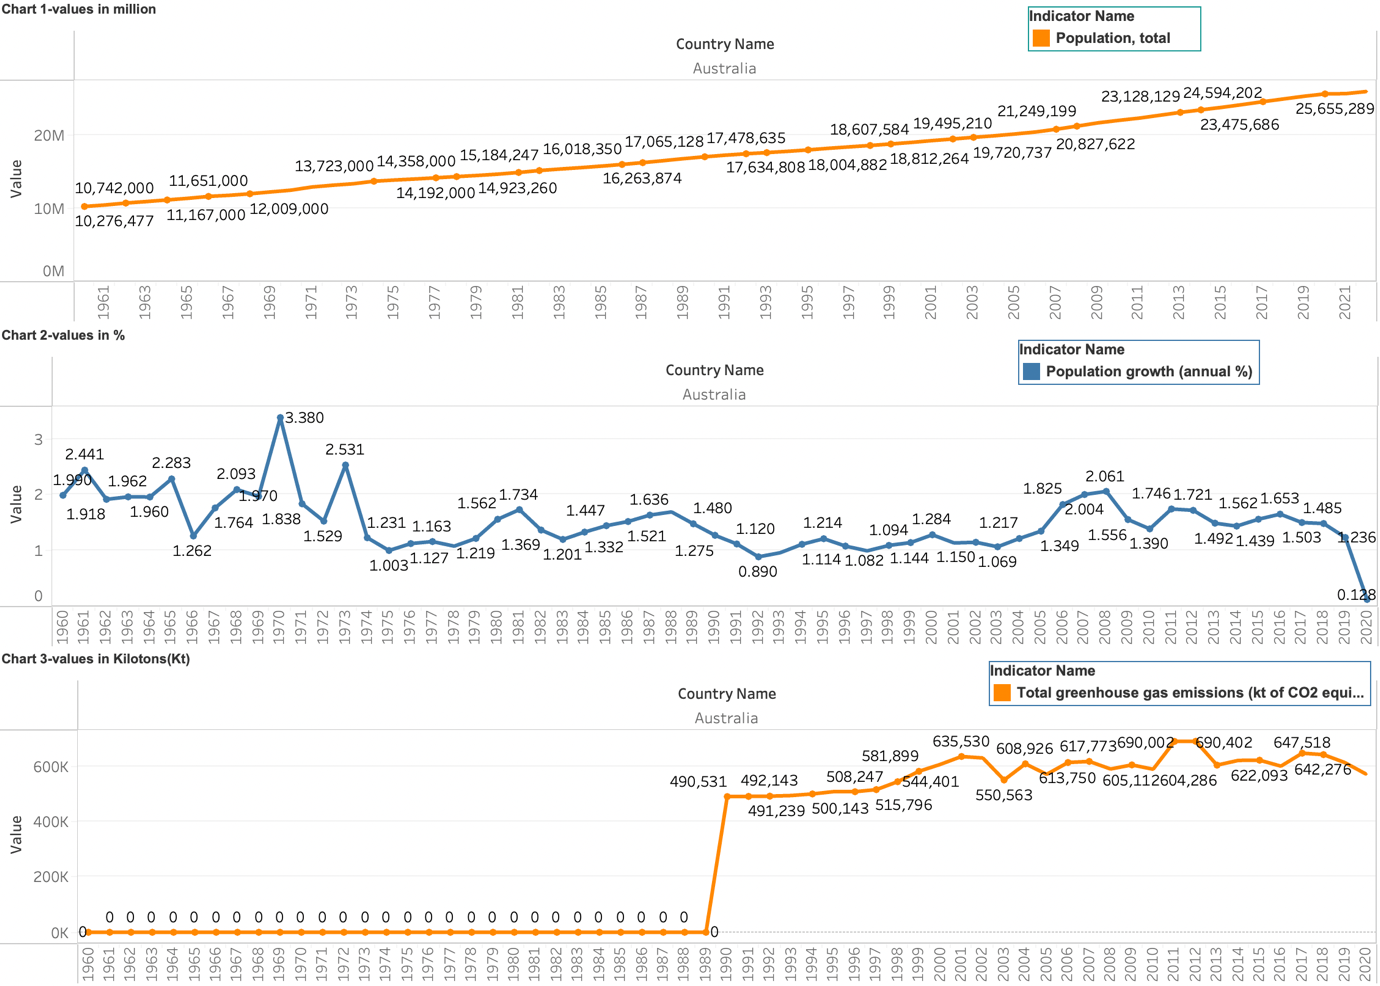 Chart 1-values in million
Indicator Name
Population, total
Country Name
Australia
23,128,129 24,594,202
21,249,199 25,655,289
18,607,584 19,495,210 23,475,686
17,065,128 17,478,635
13,723,000 14,358,000 15,184,247 16,018,350 20,827,622
20M
17,634,808 18,004,882 18,812,264 19,720,737
10,742,000 11,651,000 16,263,874
14,192,000 14,923,260
10M
10,276,477 11,167,000 12,009,000
0M
Value
1961 1963 1965 1967 1969 1971 1973 1975 1977 1979 1981 1983 1985 1987 1989 1991 1993 1995 1997 1999 2001 2003 2005 2007 2009 2011 2013 2015 2017 2019 2021
Chart 2-values in %
Indicator Name
Population growth (annual %)
Country Name
Australia
3.380
3
2.441 1.962 2.283 2.093 2.531
1.990 1.970 1.562 1.734 1.447 1.636 1.480 1.825 2.061 1.746 1.721 1.562 1.653 1.485
2
1.918 1.960 1.764 1.838 1.231 1.163 1.120 1.214 1.094 1.284 1.217 2.004
1.262 1.529 1.219 1.369 1.201 1.332 1.521 1.275 1.349 1.556 1.390 1.492 1.439 1.503 1.236
1
1.003 1.127 0.890 1.114 1.082 1.144 1.150 1.069
0 0.128
Value
1960 1961 1962 1963 1964 1965 1966 1967 1968 1969 1970 1971 1972 1973 1974 1975 1976 1977 1978 1979 1980 1981 1982 1983 1984 1985 1986 1987 1988 1989 1990 1991 1992 1993 1994 1995 1996 1997 1998 1999 2000 2001 2002 2003 2004 2005 2006 2007 2008 2009 2010 2011 2012 2013 2014 2015 2016 2017 2018 2019 2020
Chart 3-values in Kilotons(Kt)
Indicator Name
Total greenhouse gas emissions (kt of CO2 equi...
Country Name
Australia
635,530 608,926 617,773 690,002 690,402 647,518
581,899
600K
490,531 492,143 508,247 544,401 613,750 605,112 604,286 622,093 642,276
491,239 500,143 515,796 550,563
400K
200K
0 0 0 0 0 0 0 0 0 0 0 0 0 0 0 0 0 0 0 0 0 0 0 0 0 0 0 0
0K 0 0
Value
1960 1961 1962 1963 1964 1965 1966 1967 1968 1969 1970 1971 1972 1973 1974 1975 1976 1977 1978 1979 1980 1981 1982 1983 1984 1985 1986 1987 1988 1989 1990 1991 1992 1993 1994 1995 1996 1997 1998 1999 2000 2001 2002 2003 2004 2005 2006 2007 2008 2009 2010 2011 2012 2013 2014 2015 2016 2017 2018 2019 2020